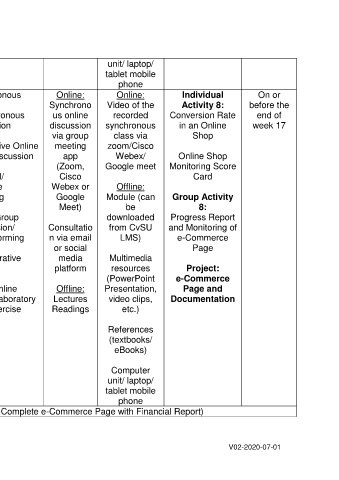 unit/ laptop/
tablet mobile
phone
onous
onous
ion
ive Online
scussion
l/
e
g
roup
sion/
orming
rative
nline
aboratory
ercise
Online:
Synchrono
us online
discussion
via group
meeting
app
(Zoom,
Cisco
Webex or
Google
Meet)
Consultatio
n via email
or social
media
platform
Offline:
Lectures
Readings
Online:
Video of the
recorded
synchronous
class via
zoom/Cisco
Webex/
Google meet
Offline:
Module (can
be
downloaded
from CvSU
LMS)
Multimedia
resources
(PowerPoint
Presentation,
video clips,
etc.)
References
(textbooks/
eBooks)
Computer
unit/ laptop/
tablet mobile
phone
Individual
Activity 8:
Conversion Rate
in an Online
Shop
Online Shop
Monitoring Score
Card
Group Activity
8:
Progress Report
and Monitoring of
e-Commerce
Page
Project:
e-Commerce
Page and
Documentation
On or
before the
end of
week 17
Complete e-Commerce Page with Financial Report)
V02-2020-07-01